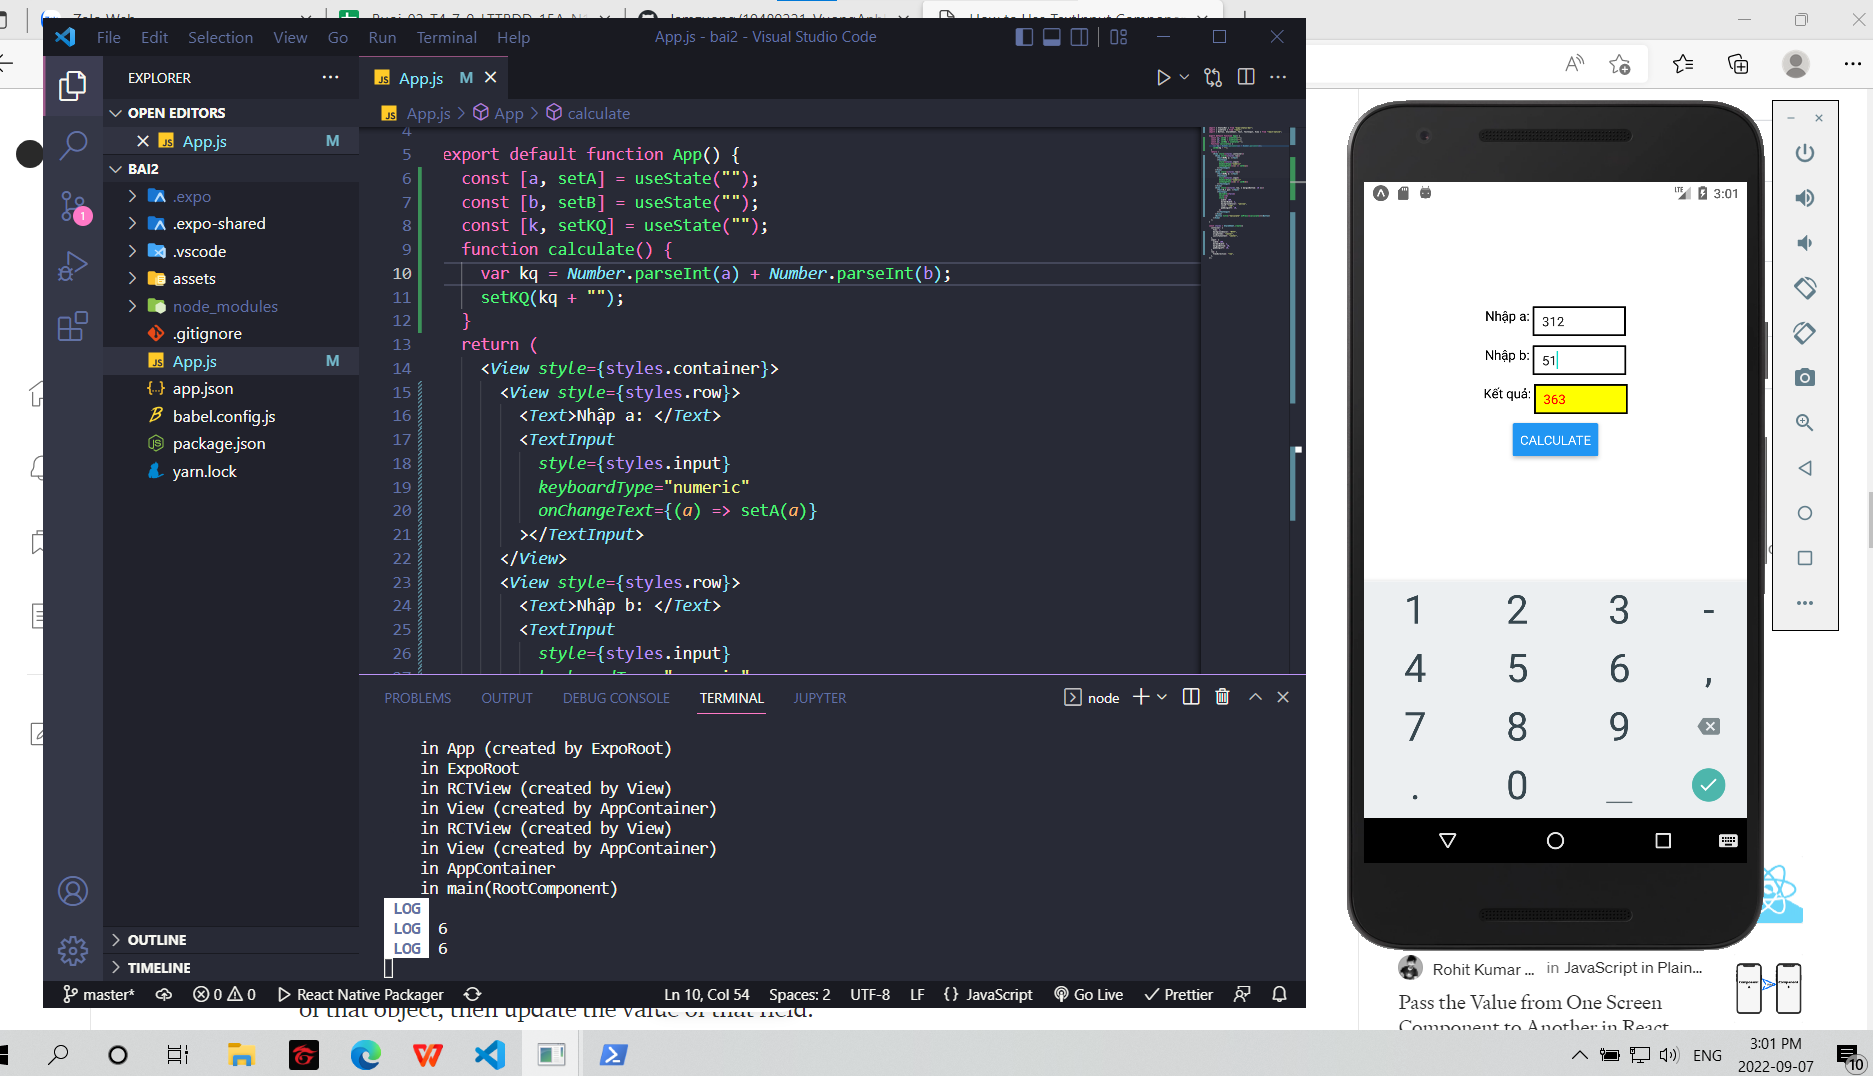 File Edit Selection View Go Run Terminal Help
App.js - bai2 - Visual Studio Code
EXPLORER
OPEN EDITORS
App.js M
BAI2
.expo
.expo-shared
.vscode
assets
node_modules
.gitignore
App.js M
app.json
babel.config.js
package.json
yarn.lock
OUTLINE
TIMELINE
1
JS App.js M
JS App.js > App > calculate
4
5 export default function App() {
6 const [a, setA] = useState("");
7 const [b, setB] = useState("");
8 const [k, setKQ] = useState("");
9 function calculate() {
10 var kq = Number.parseInt(a) + Number.parseInt(b);
11 setKQ(kq + "");
12 }
13 return (
14 <View style={styles.container}>
15 <View style={styles.row}>
16 <Text>Nhập a: </Text>
17 <TextInput
18 style={styles.input}
19 keyboardType="numeric"
20 onChangeText={(a) => setA(a)}
21 ></TextInput>
22 </View>
23 <View style={styles.row}>
24 <Text>Nhập b: </Text>
25 <TextInput
26 style={styles.input}
PROBLEMS OUTPUT DEBUG CONSOLE TERMINAL JUPYTER
node
in App (created by ExpoRoot)
in ExpoRoot
in RCTView (created by View)
in View (created by AppContainer)
in RCTView (created by View)
in View (created by AppContainer)
in AppContainer
in main(RootComponent)
LOG
LOG 6
LOG 6
master* 0 0 React Native Packager
Ln 10, Col 54 Spaces: 2 UTF-8 LF {} JavaScript Go Live Prettier
of that object, then update the value of that field.
LTE 3:01
Nhập a: 312
Nhập b: 51
Kết quả: 363
CALCULATE
1 2 3 -
4 5 6 ,
7 8 9
. 0 _
Rohit Kumar ... in JavaScript in Plain...
Pass the Value from One Screen
Component to Another in React
ENG
3:01 PM
2022-09-07
10